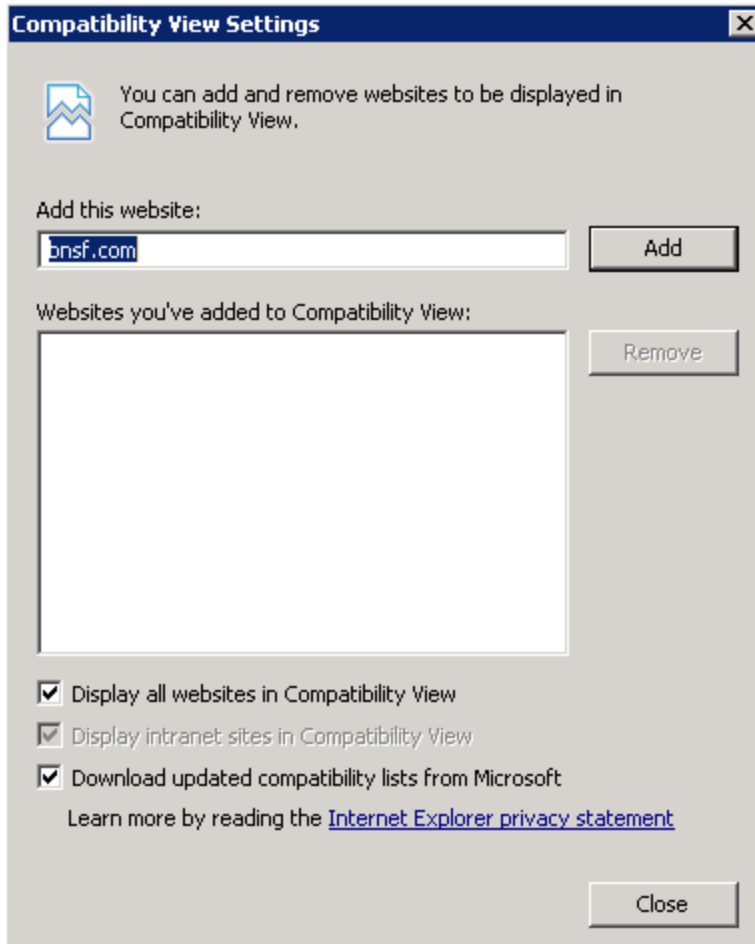 Compatibility View Settings
You can add and remove websites to be displayed in
Compatibility View.
Add this website:
bnsf.com
Add
Websites you've added to Compatibility View:
Remove
Display all websites in Compatibility View
Display intranet sites in Compatibility View
Download updated compatibility lists from Microsoft
Learn more by reading the Internet Explorer privacy statement
Close